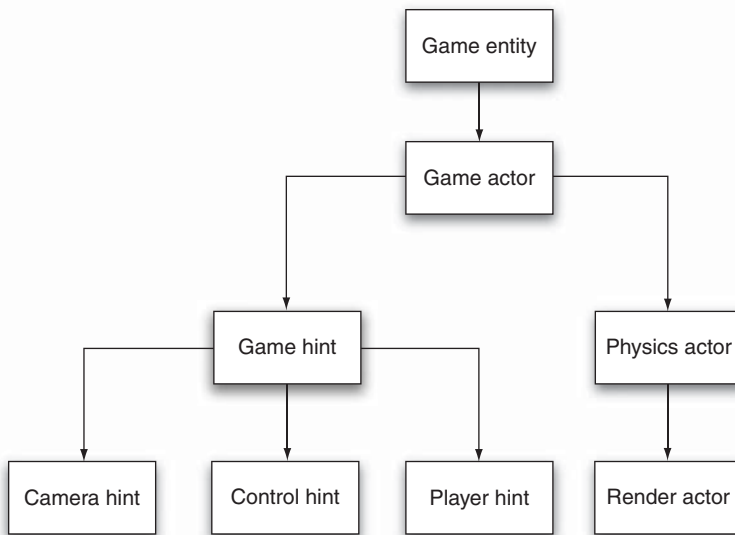 Game entity
Game actor
Game hint
Physics actor
Camera hint
Control hint
Player hint
Render actor